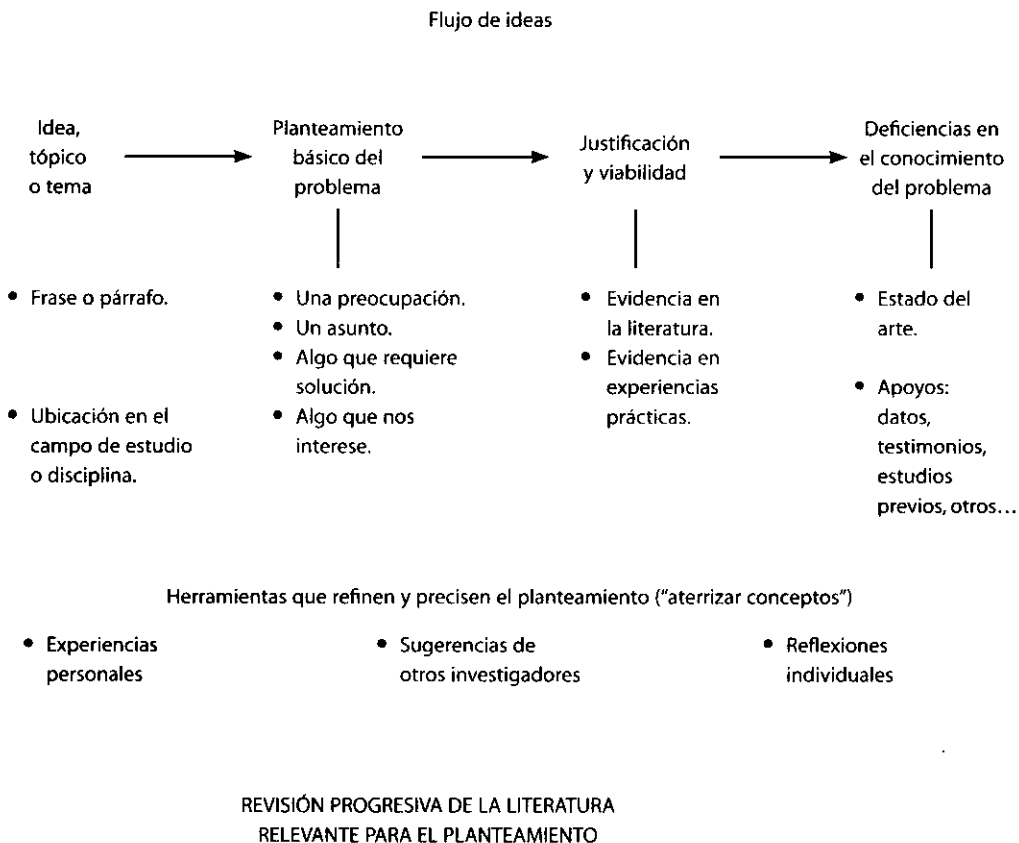 Flujo de ideas
Idea,
tópico
o tema
Planteamiento
básico del
problema
Justificación
y viabilidad
Deficiencias en
el conocimiento
del problema
• Frase o párrafo.
• Ubicación en el
campo de estudio
o disciplina.
• Una preocupación.
• Un asunto.
• Algo que requiere
solución.
• Algo que nos
interese.
• Evidencia en
la literatura.
• Evidencia en
experiencias
prácticas.
• Estado del
arte.
• Apoyos:
datos,
testimonios,
estudios
previos, otros...
Herramientas que refinen y precisen el planteamiento ("aterrizar conceptos")
• Experiencias
personales
• Sugerencias de
otros investigadores
• Reflexiones
individuales
REVISIÓN PROGRESIVA DE LA LITERATURA
RELEVANTE PARA EL PLANTEAMIENTO